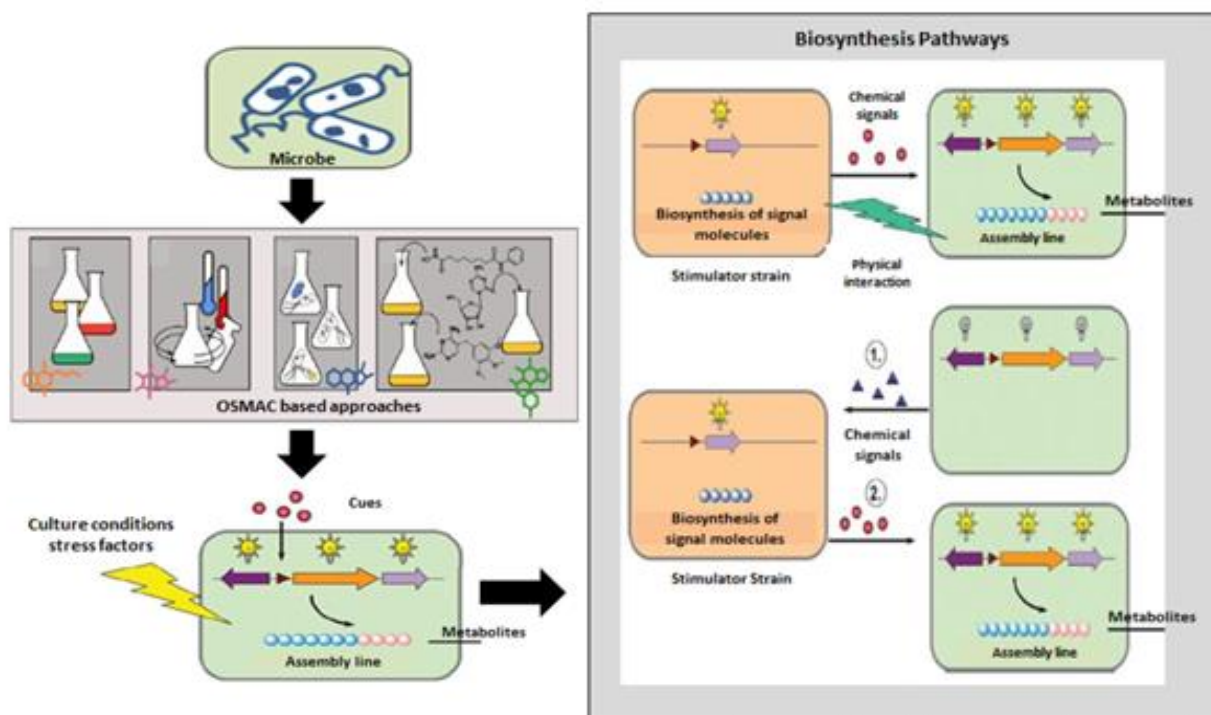 Microbe
OSMAC based approaches
Cues
Culture conditions
stress factors
Metabolites
Assembly line
Biosynthesis Pathways
Chemical
signals
Biosynthesis of signal
molecules
Metabolites
Assembly line
Stimulator strain
Physical
interaction
1.
Chemical
signals
2.
Biosynthesis of
signal molecules
Stimulator Strain
Metabolites
Assembly line